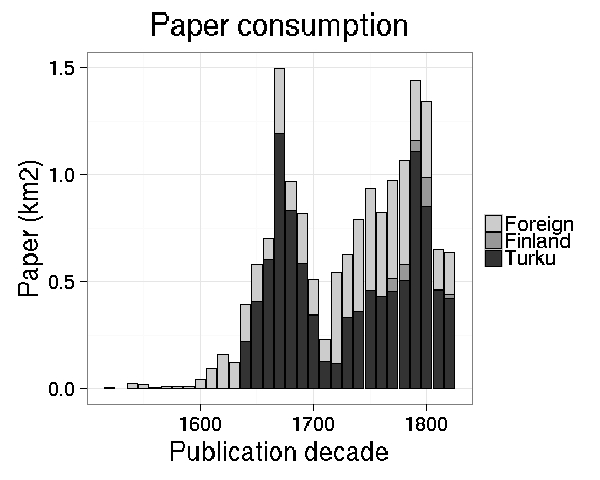 Paper consumption
Paper (km2)
1.5
1.0
0.5
0.0
1600 1700 1800
Publication decade
Foreign
Finland
Turku